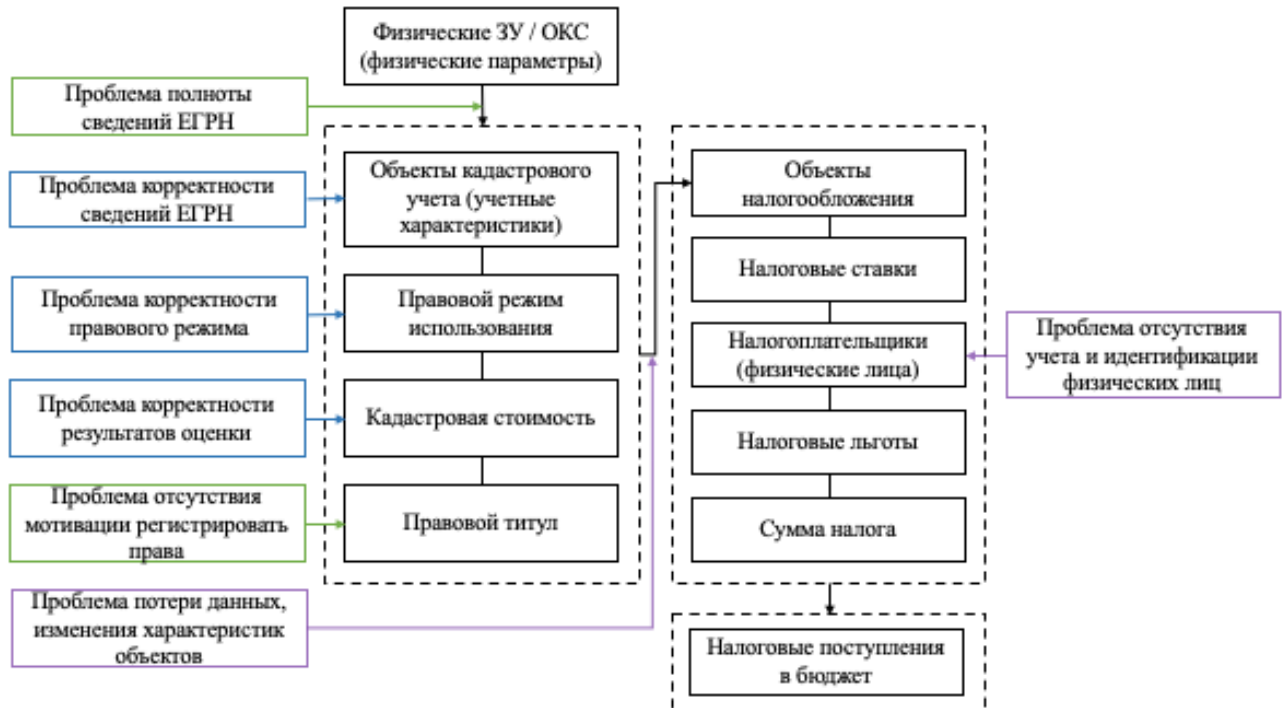 Физические ЗУ / ОКС
(физические параметры)
Проблема полноты
сведений ЕГРН
Проблема корректности
сведений ЕГРН
Проблема корректности
правового режима
Проблема корректности
результатов оценки
Проблема отсутствия
мотивации регистрировать
права
Проблема потери данных,
изменения характеристик
объектов
Объекты кадастрового
учета (учетные
характеристики)
Правовой режим
использования
Кадастровая стоимость
Правовой титул
Объекты
налогообложения
Налоговые ставки
Налогоплательщики
(физические лица)
Налоговые льготы
Сумма налога
Налоговые поступления
в бюджет
Проблема отсутствия
учета и идентификации
физических лиц